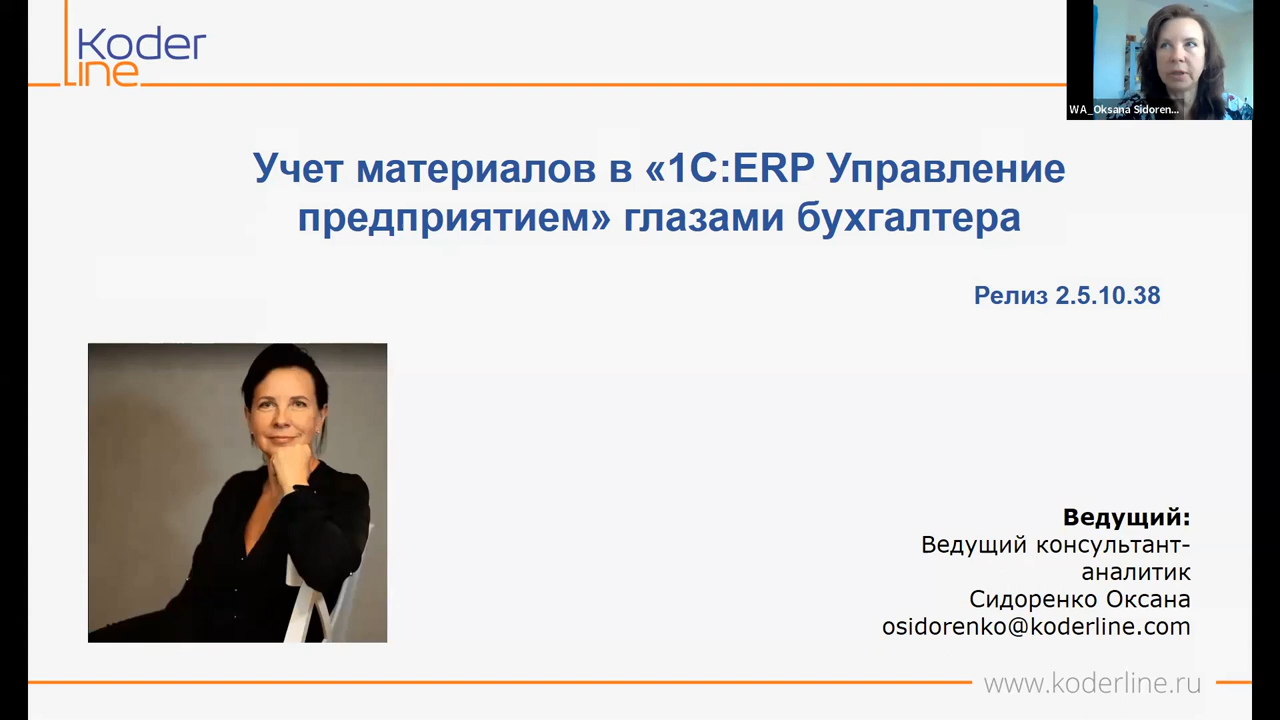 Koder
line
WA_Oksana Sidoren...
Учет материалов в «1С:ERP Управление
предприятием» глазами бухгалтера
Релиз 2.5.10.38
Ведущий:
Ведущий консультант-
аналитик
Сидоренко Оксана
osidorenko@koderline.com
www.koderline.ru